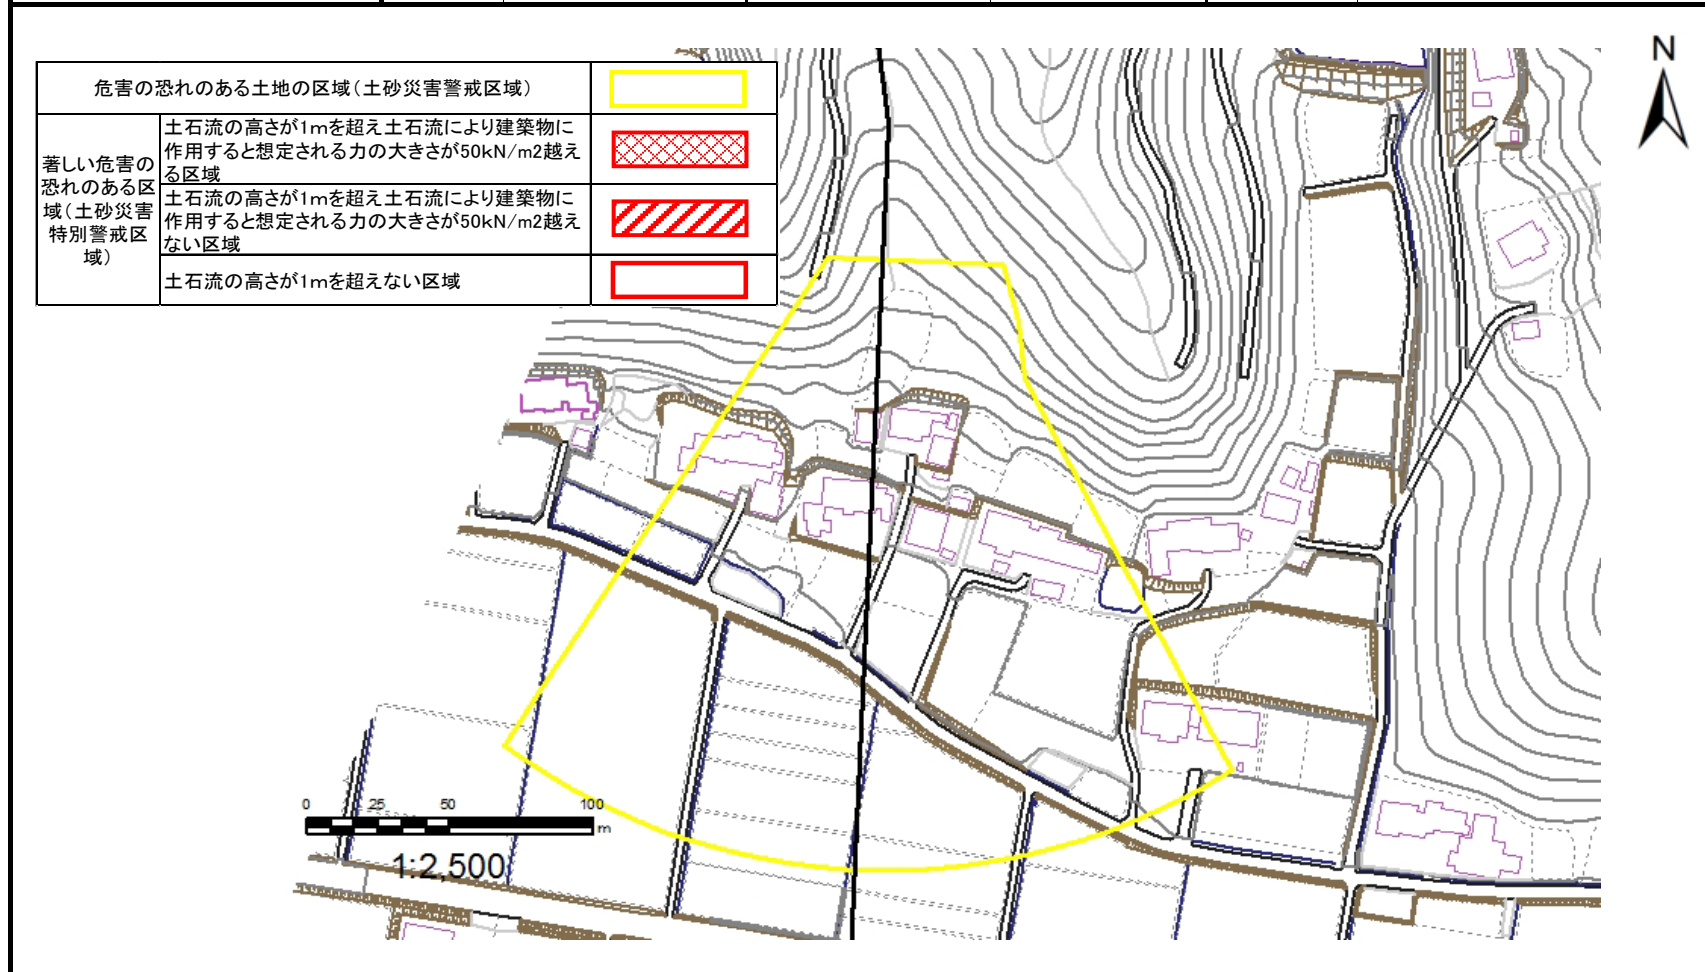 危害の恐れのある土地の区域(土砂災害警戒区域)
著しい危害の
恐れのある区
域(土砂災害
特別警戒区
域)
土石流の高さが1mを超え土石流により建築物に
作用すると想定される力の大きさが50kN/m2越え
る区域
土石流の高さが1mを超え土石流により建築物に
作用すると想定される力の大きさが50kN/m2越え
ない区域
土石流の高さが1mを超えない区域
N
0 25 50 100
m
1:2,500